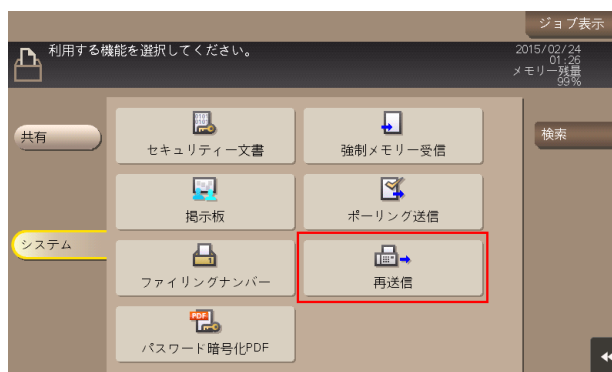 ジョブ表示
利用する機能を選択してください。
2015/02/24
01:26
メモリー残量
99%
共有
システム
セキュリティー文書
強制メモリー受信
掲示板
ポーリング送信
ファイリングナンバー
再送信
PDF
パスワード暗号化PDF
検索